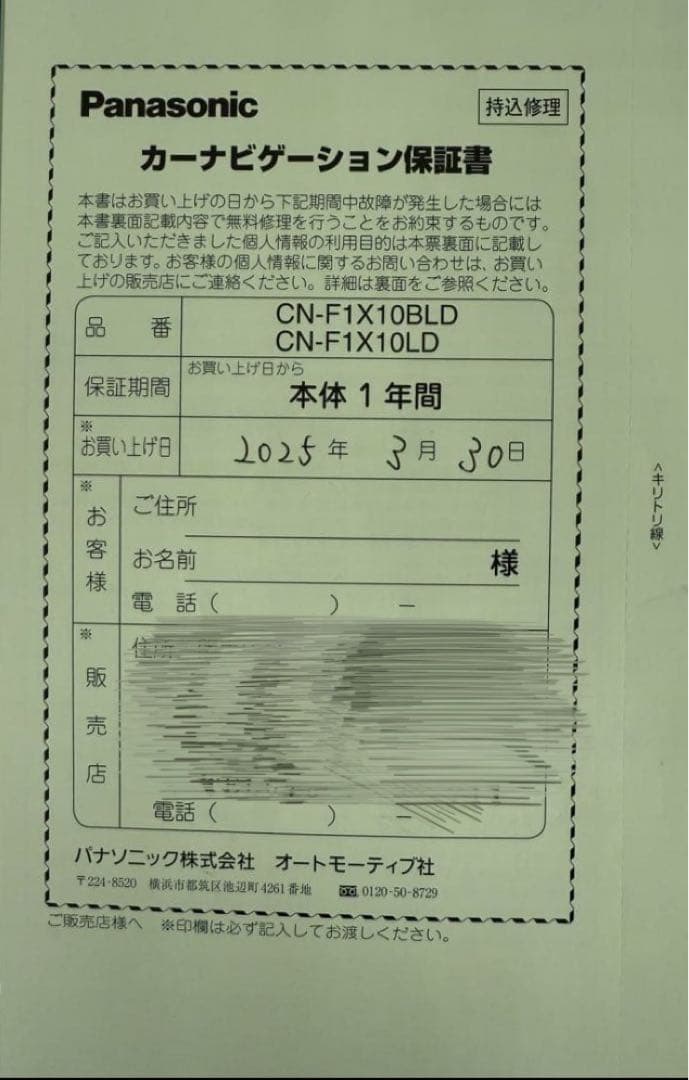 Panasonic
持込修理
カーナビゲーション保証書
本書はお買い上げの日から下記期間中故障が発生した場合には
本書裏面記載内容で無料修理を行うことをお約束するものです。
ご記入いただきました個人情報の利用目的は本票裏面に記載し
ております。お客様の個人情報に関するお問い合わせは、お買い
上げの販売店にご連絡ください。詳細は裏面をご参照ください。
品番
CN-F1X10BLD
CN-F1X10LD
保証期間
お買い上げ日から
本体1年間
※
お買い上げ日
2025年 3月 30日
※
お客様
ご住所
お名前 様
電話( ) ー
※
販売店
住所
電話( ) ー
パナソニック株式会社 オートモーティブ社
〒224-8520 横浜市都筑区池辺町4261番地 0120-50-8729
ご販売店様へ ※印欄は必ず記入してお渡しください。
<キリトリ線>